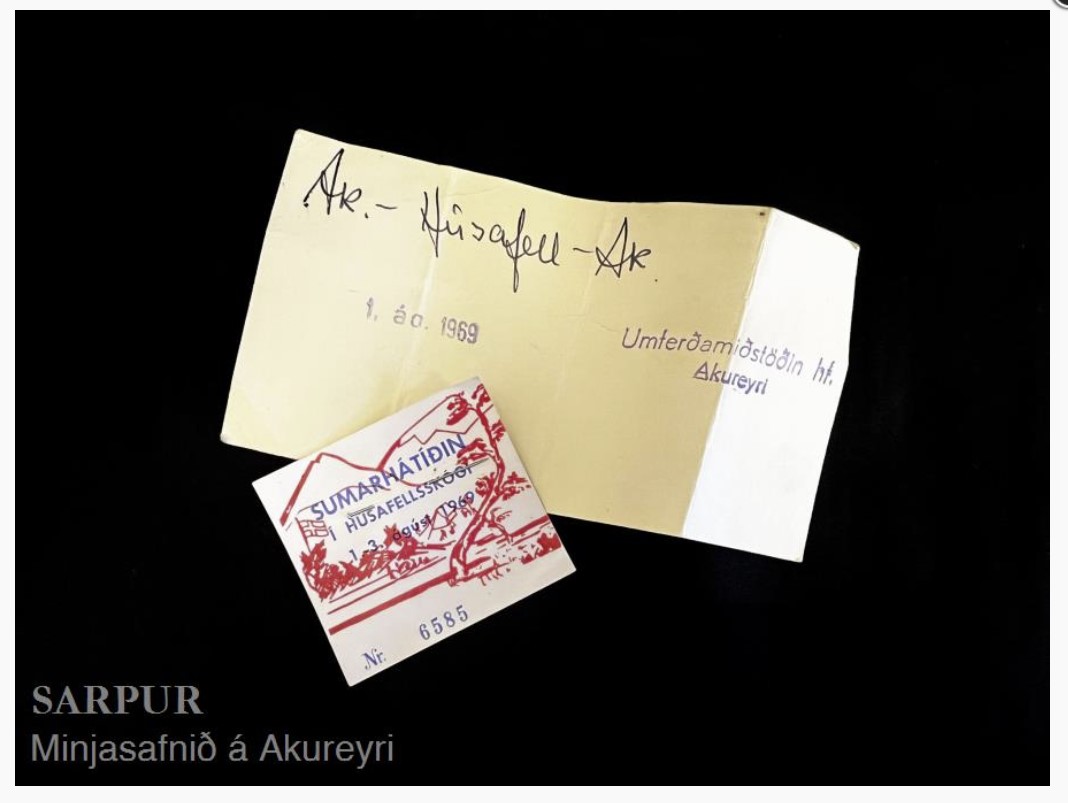 Ak. - Húsafell - Ak.
1. ág. 1969
Umferðamiðstöðin hf.
Akureyri
SUMARHÁTÍÐIN
Í HÚSAFELLSSKÓGI
1.-3. ágúst 1969
Nr. 6585
SARPUR
Minjasafnið á Akureyri